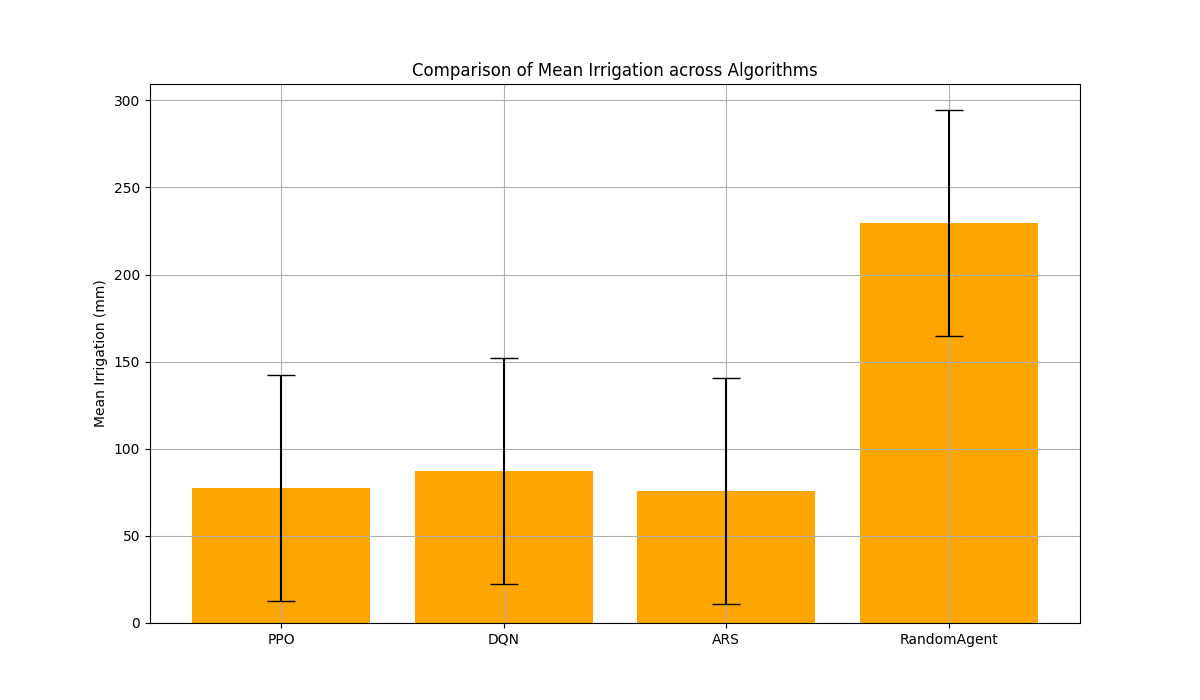 Comparison of Mean Irrigation across Algorithms
Mean Irrigation (mm)
300
250
200
150
100
50
0
PPO DQN ARS RandomAgent